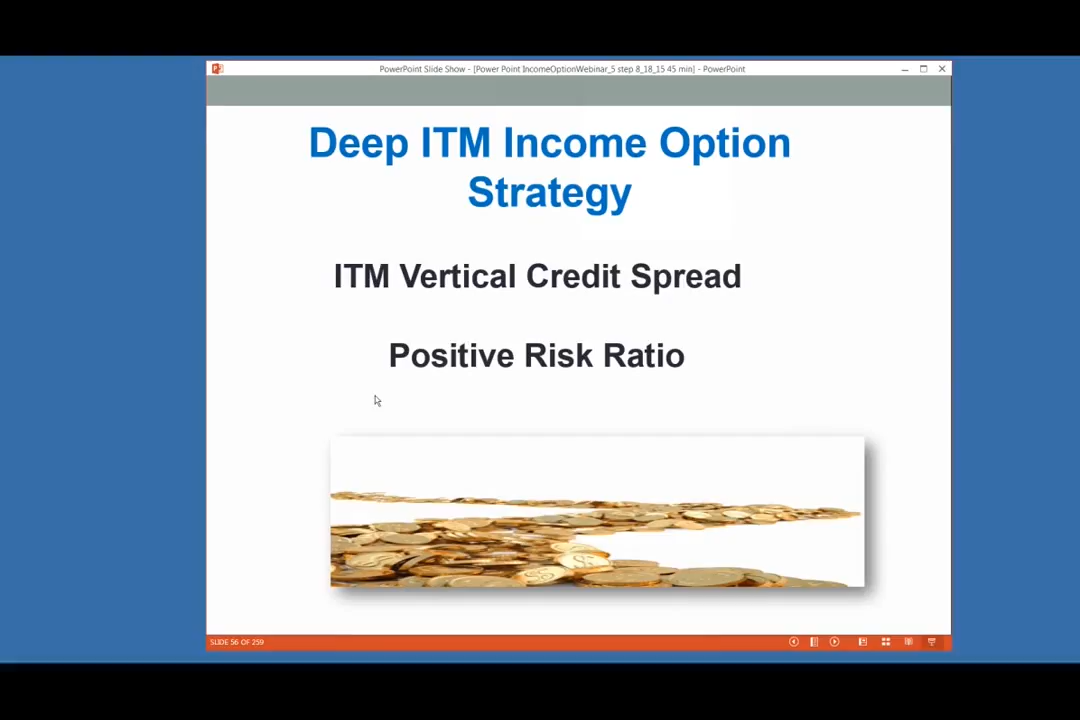 PowerPoint Slide Show - [Power Point IncomeOptionWebinar_5 step 8_18_15 45 min] - PowerPoint
Deep ITM Income Option
Strategy
ITM Vertical Credit Spread
Positive Risk Ratio
SLIDE 56 OF 259